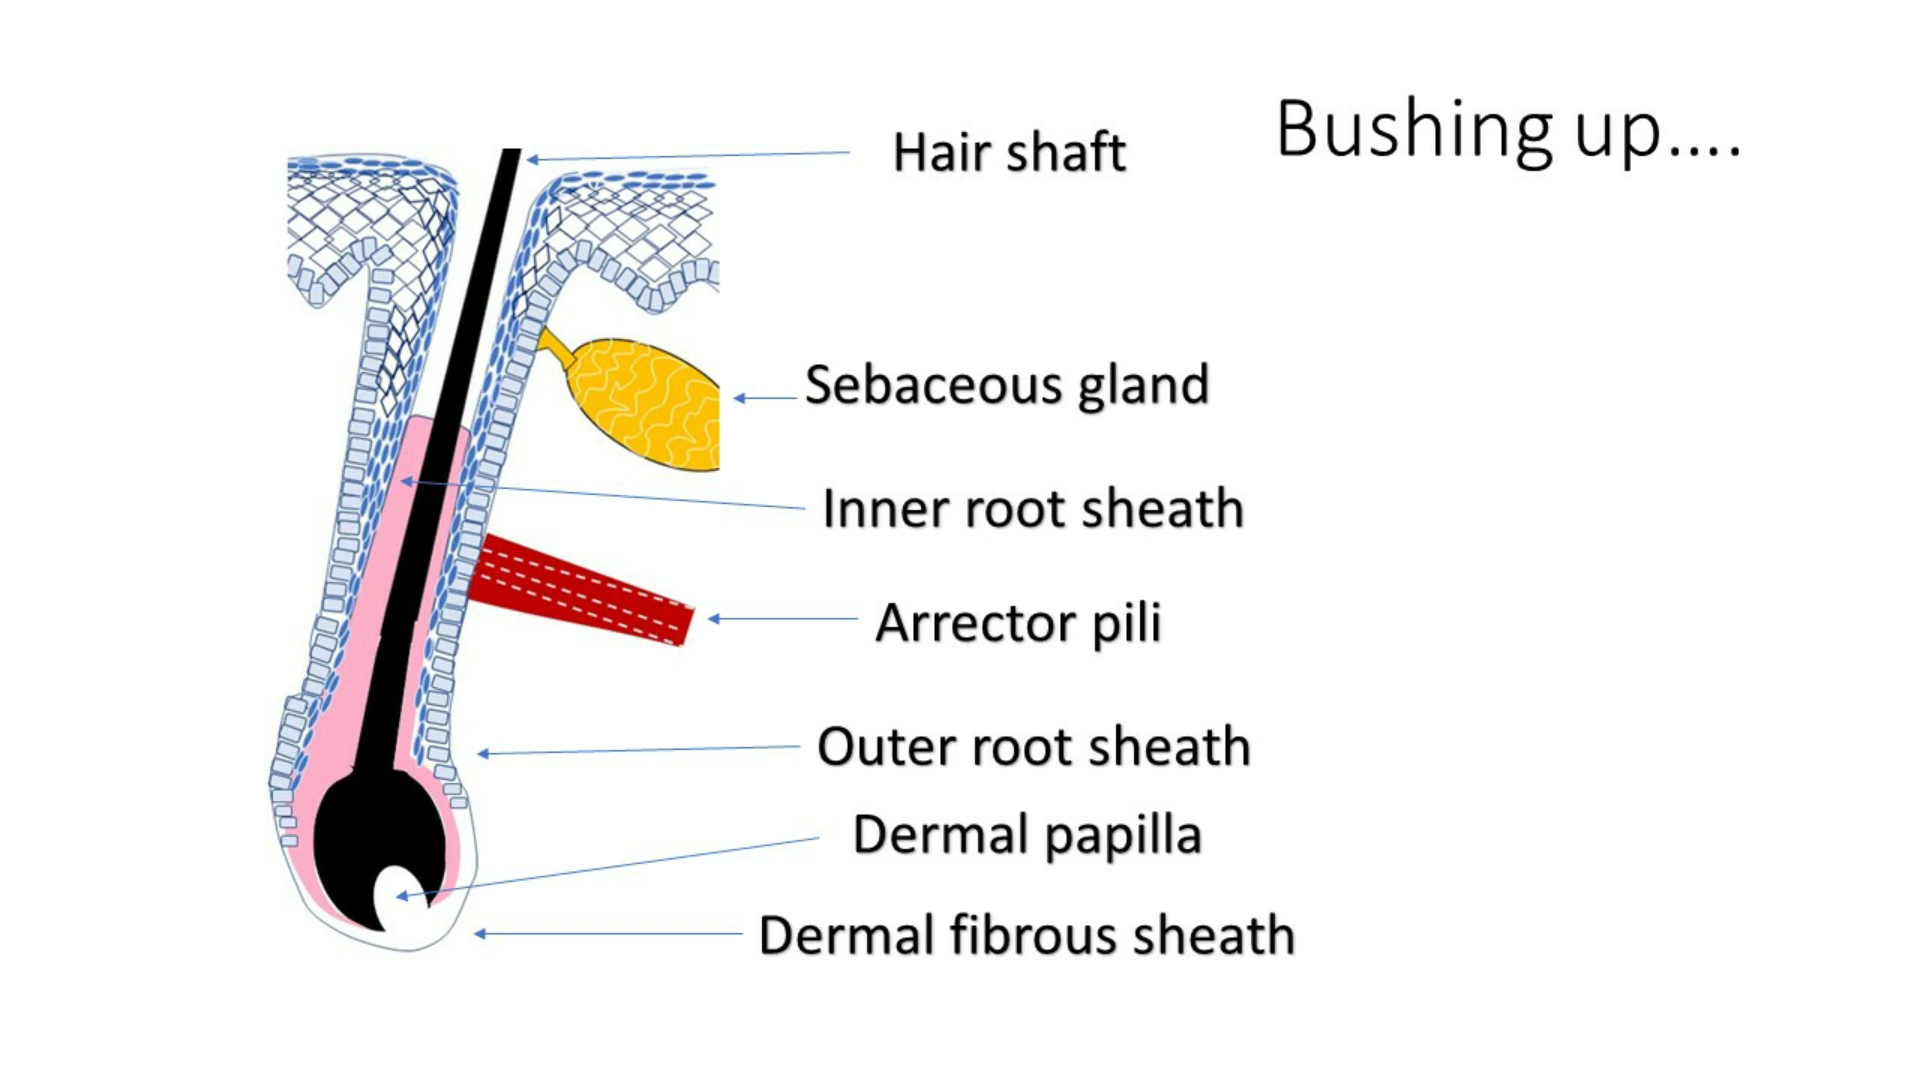 Bushing up....
Hair shaft
Sebaceous gland
Inner root sheath
Arrector pili
Outer root sheath
Dermal papilla
Dermal fibrous sheath